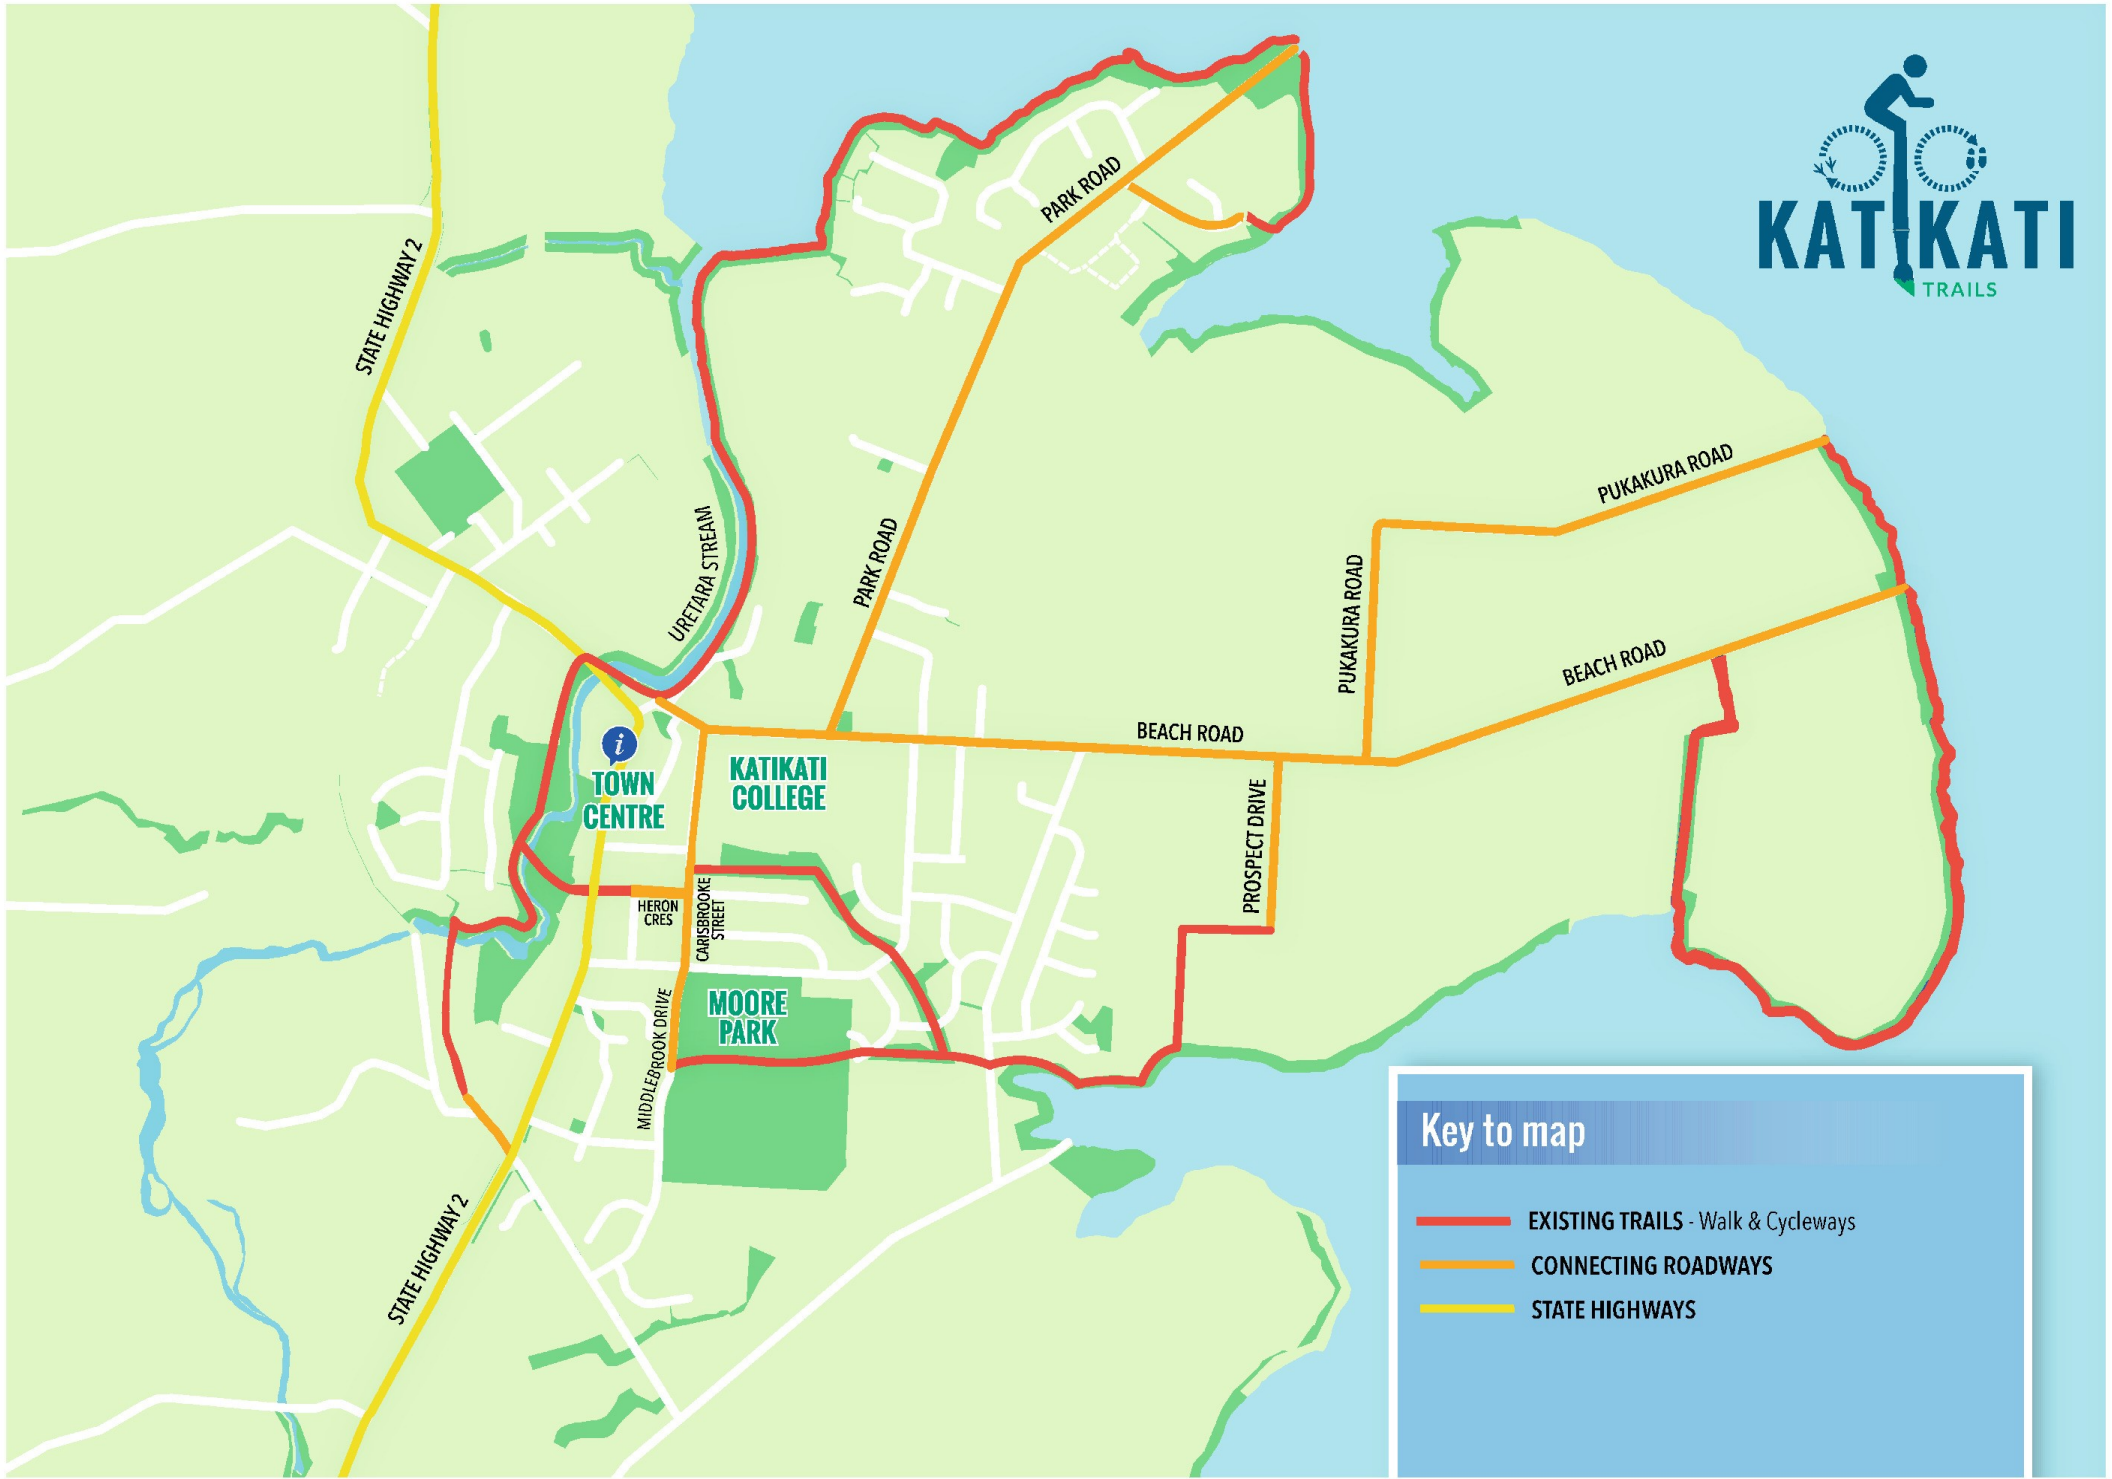 KATIKATI
TRAILS
PARK ROAD
STATE HIGHWAY 2
PUKAKURA ROAD
URETARA STREAM
PARK ROAD
PUKAKURA ROAD
BEACH ROAD
BEACH ROAD
i
TOWN
CENTRE
KATIKATI
COLLEGE
PROSPECT DRIVE
HERON
CRES
CARISBROOKE
STREET
MOORE
PARK
MIDDLEBROOK DRIVE
STATE HIGHWAY 2
Key to map
EXISTING TRAILS - Walk & Cycleways
CONNECTING ROADWAYS
STATE HIGHWAYS